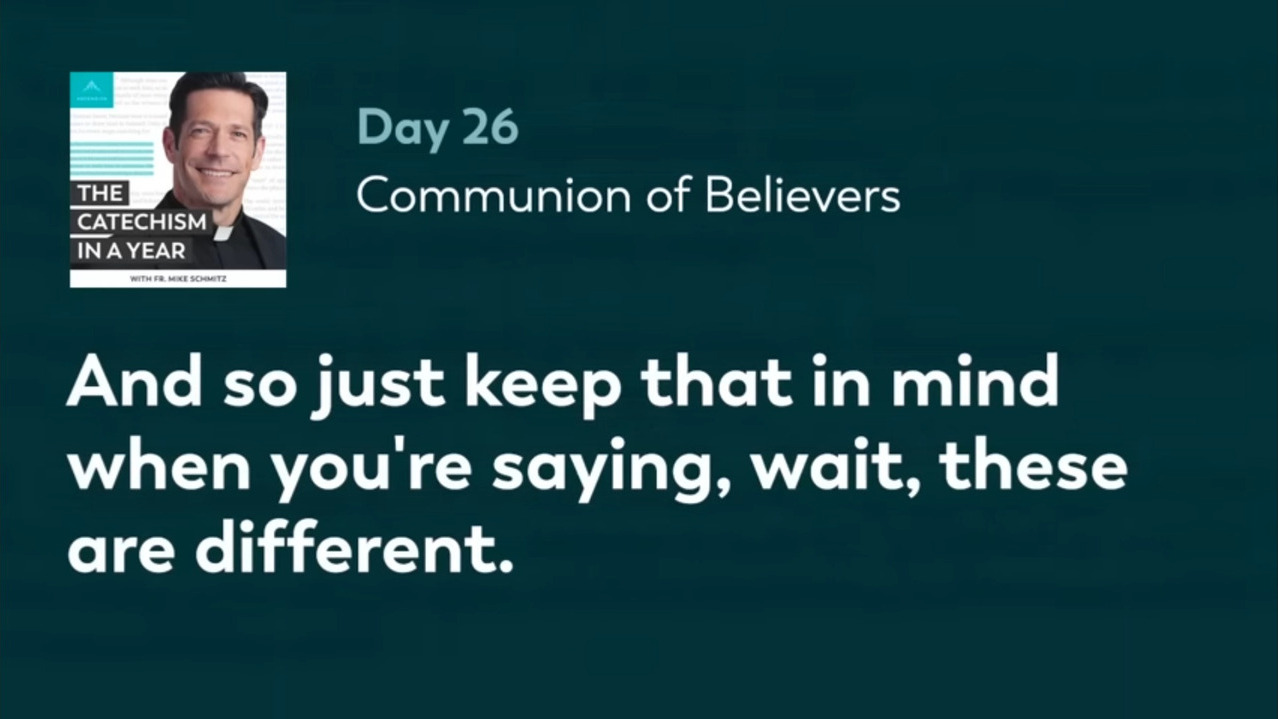 Day 26
Communion of Believers
THE
CATECHISM
IN A YEAR
WITH FR. MIKE SCHMITZ
And so just keep that in mind
when you're saying, wait, these
are different.